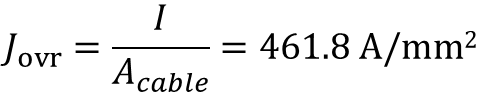 J_ovr = I / A_cable = 461.8 A/mm²